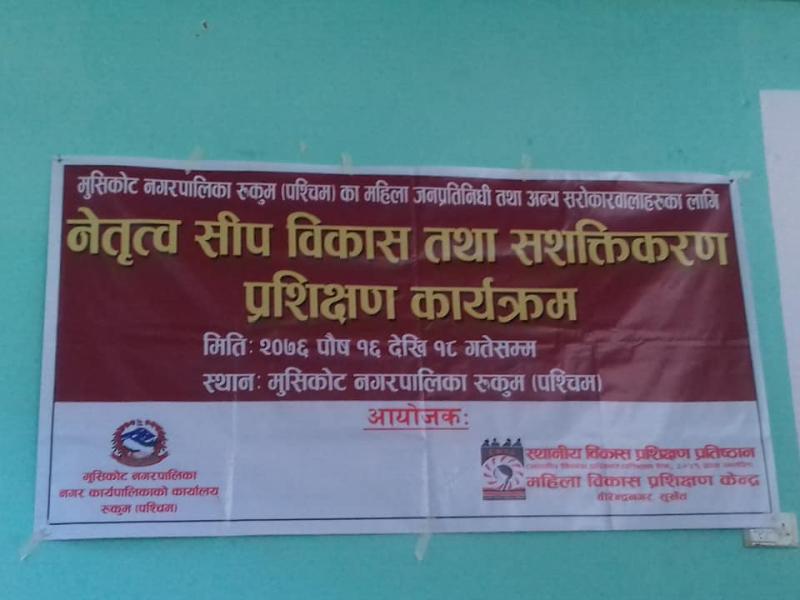 मुसिकोट नगरपालिका रुकुम (पश्चिम) का महिला जनप्रतिनिधी तथा अन्य सरोकारवालाहरुका लागि
नेतृत्व सीप विकास तथा सशक्तिकरण
प्रशिक्षण कार्यक्रम
मिति: २०७६ पौष १६ देखि १८ गतेसम्म
स्थान: मुसिकोट नगरपालिका रुकुम (पश्चिम)
आयोजक:
मुसिकोट नगरपालिका
नगर कार्यपालिकाको कार्यालय
रुकुम (पश्चिम)
स्थानीय विकास प्रशिक्षण प्रतिष्ठान
महिला विकास प्रशिक्षण केन्द्र
वीरेन्द्रनगर सुर्खेत